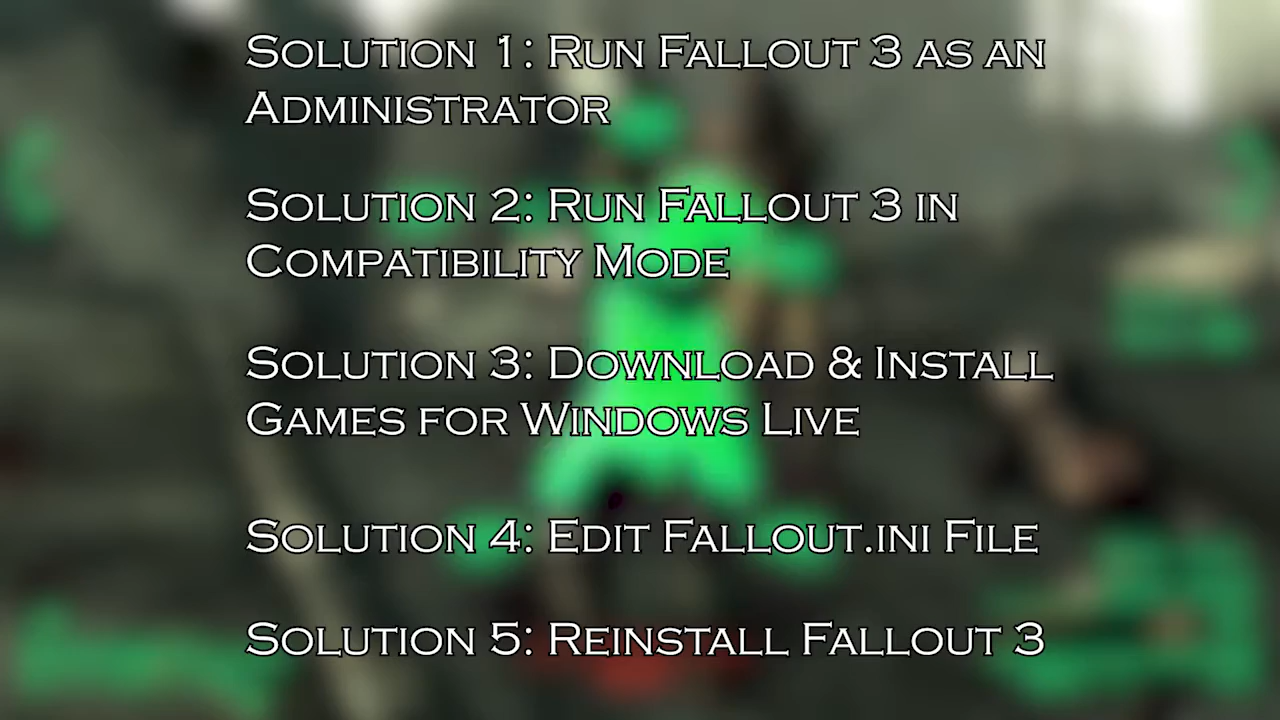 Solution 1: Run Fallout 3 as an
Administrator
Solution 2: Run Fallout 3 in
Compatibility Mode
Solution 3: Download & Install
Games for Windows Live
Solution 4: Edit Fallout.ini File
Solution 5: Reinstall Fallout 3